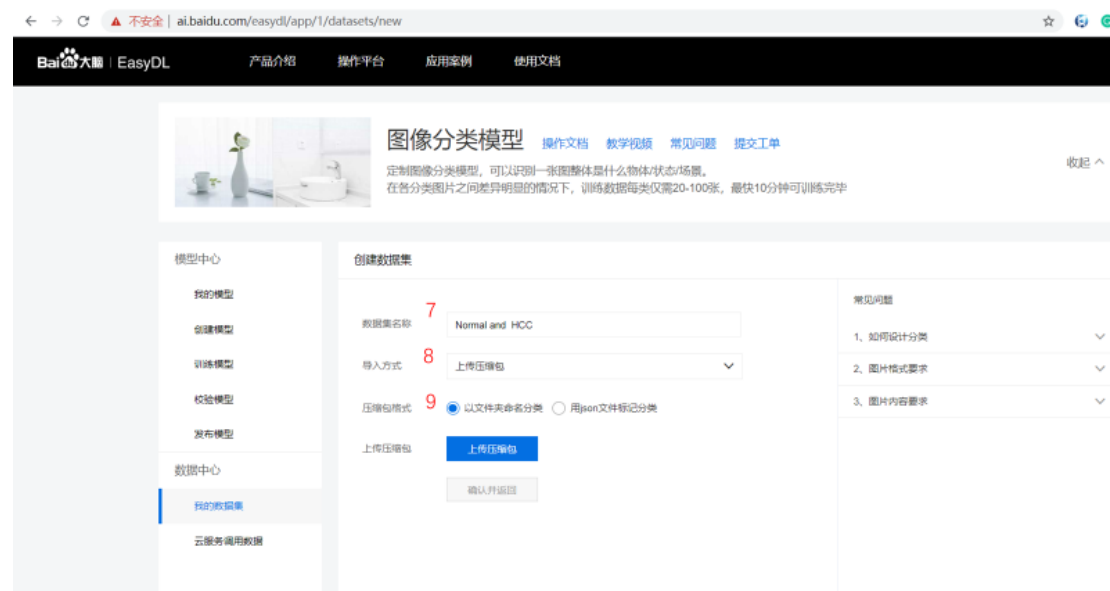 不安全 | ai.baidu.com/easydl/app/1/datasets/new
Bai大脑 | EasyDL 产品介绍 操作平台 应用案例 使用文档
图像分类模型 操作文档 教学视频 常见问题 提交工单
定制图像分类模型，可以识别一张图整体是什么物体/状态/场景。
在各分类图片之间差异明显的情况下，训练数据每类仅需20-100张，最快10分钟可训练完毕
收起
模型中心
我的模型
创建模型
训练模型
校验模型
发布模型
数据中心
我的数据集
云服务调用数据
创建数据集
数据集名称 7 Normal and HCC
导入方式 8 上传压缩包
压缩包格式 9 以文件夹命名分类 用json文件标记分类
上传压缩包 上传压缩包
确认并返回
常见问题
1、如何设计分类
2、图片格式要求
3、图片内容要求